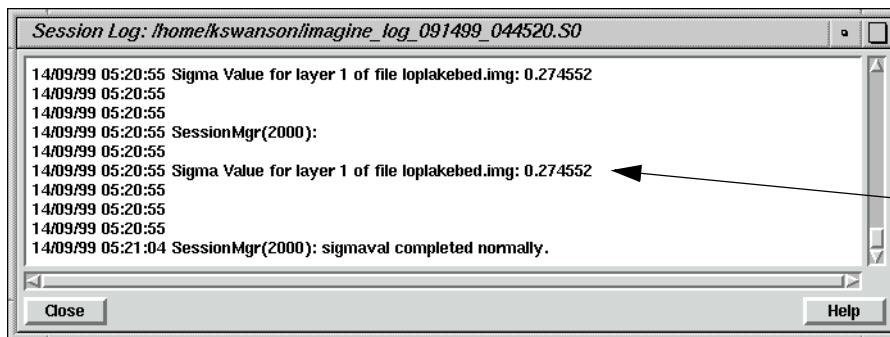 Session Log: /home/kswanson/imagine_log_091499_044520.S0
14/09/99 05:20:55 Sigma Value for layer 1 of file loplakebed.img: 0.274552
14/09/99 05:20:55
14/09/99 05:20:55
14/09/99 05:20:55 SessionMgr(2000):
14/09/99 05:20:55
14/09/99 05:20:55 Sigma Value for layer 1 of file loplakebed.img: 0.274552
14/09/99 05:20:55
14/09/99 05:20:55
14/09/99 05:20:55
14/09/99 05:21:04 SessionMgr(2000): sigmaval completed normally.
Close
Help